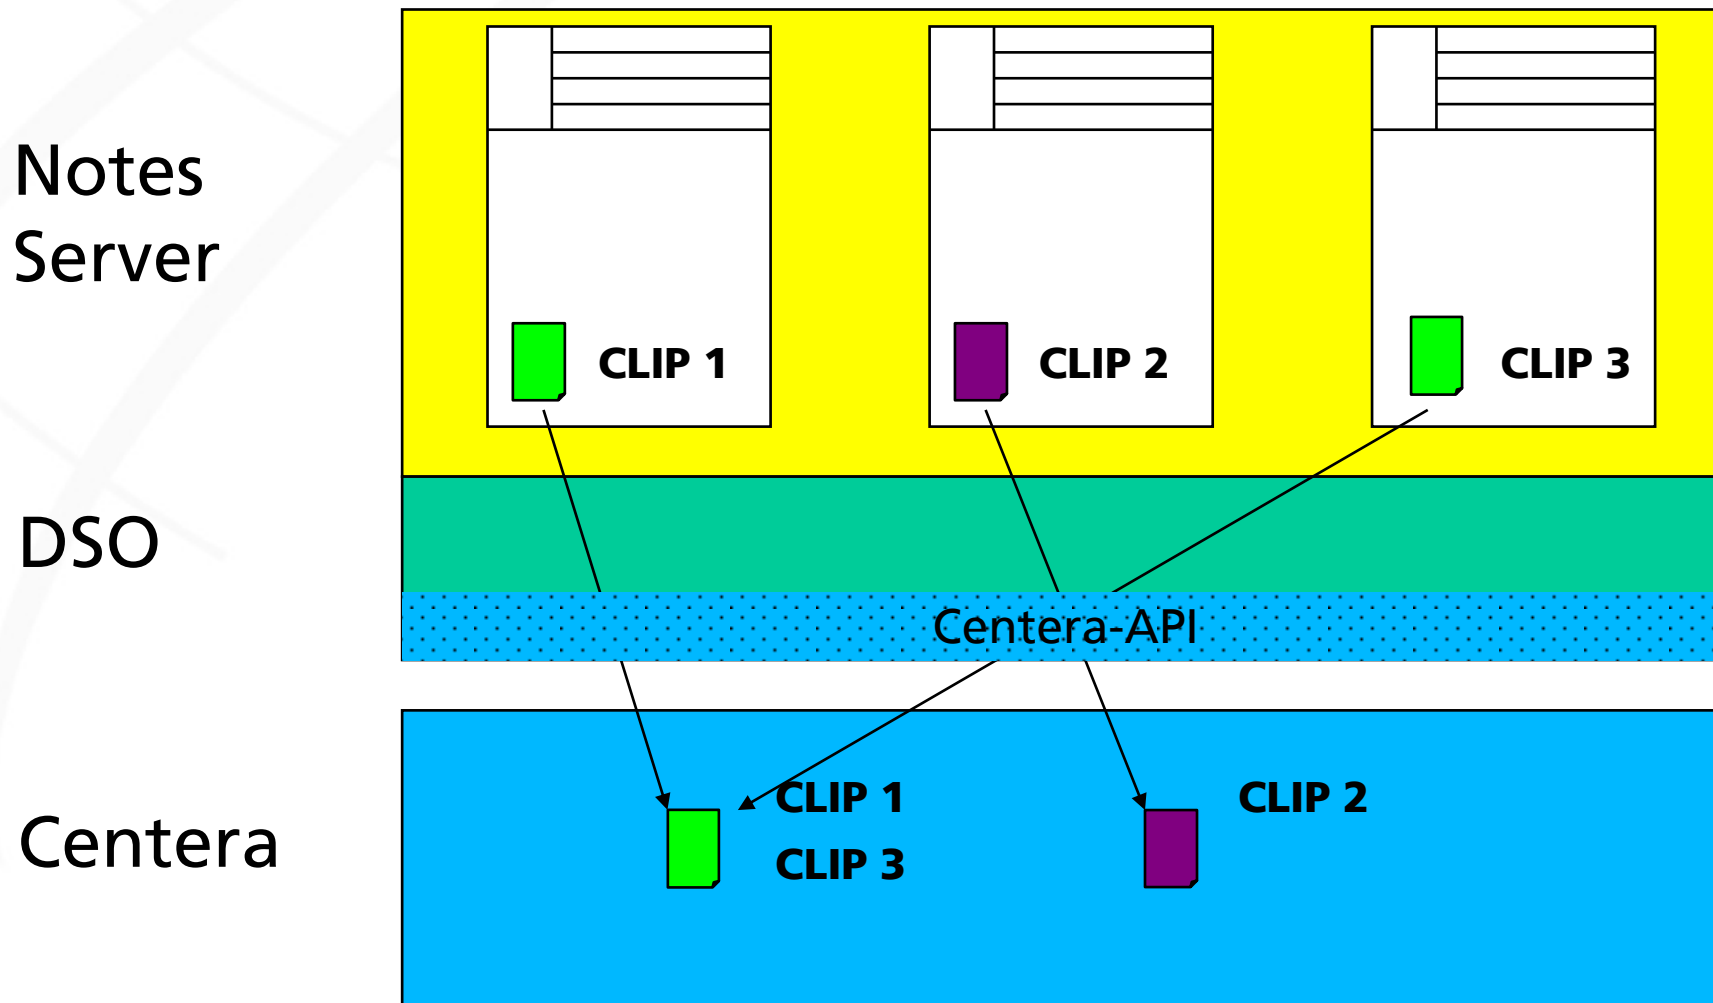 Notes
Server
CLIP 1
CLIP 2
CLIP 3
DSO
Centera-API
Centera
CLIP 1
CLIP 3
CLIP 2